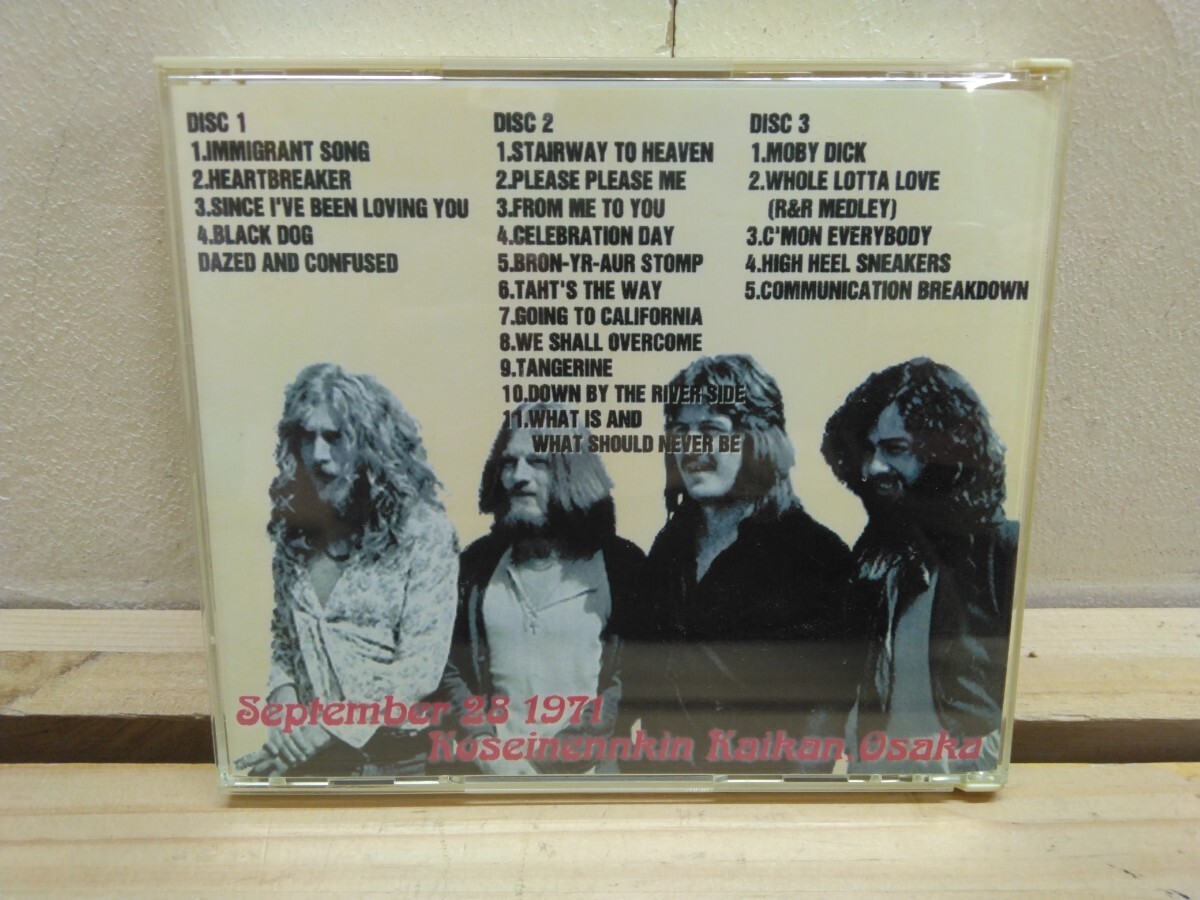 DISC 1
1.IMMIGRANT SONG
2.HEARTBREAKER
3.SINCE I'VE BEEN LOVING YOU
4.BLACK DOG
DAZED AND CONFUSED
DISC 2
1.STAIRWAY TO HEAVEN
2.PLEASE PLEASE ME
3.FROM ME TO YOU
4.CELEBRATION DAY
5.BRON-YR-AUR STOMP
6.TAHT'S THE WAY
7.GOING TO CALIFORNIA
8.WE SHALL OVERCOME
9.TANGERINE
10.DOWN BY THE RIVER SIDE
11.WHAT IS AND
WHAT SHOULD NEVER BE
DISC 3
1.MOBY DICK
2.WHOLE LOTTA LOVE
(R&R MEDLEY)
3.C'MON EVERYBODY
4.HIGH HEEL SNEAKERS
5.COMMUNICATION BREAKDOWN
September 28 1971
Koseinennkin Kaikan, Osaka